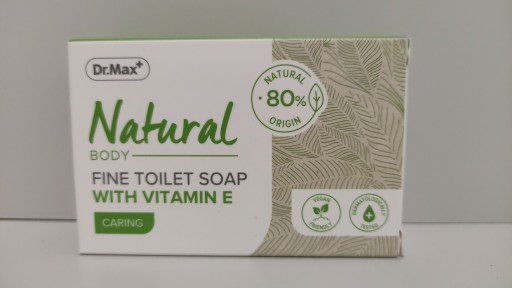 Dr.Max+
NATURAL
80%
ORIGIN
Natural
BODY
FINE TOILET SOAP
WITH VITAMIN E
CARING
VEGAN
FRIENDLY
DERMATOLOGICALLY
TESTED